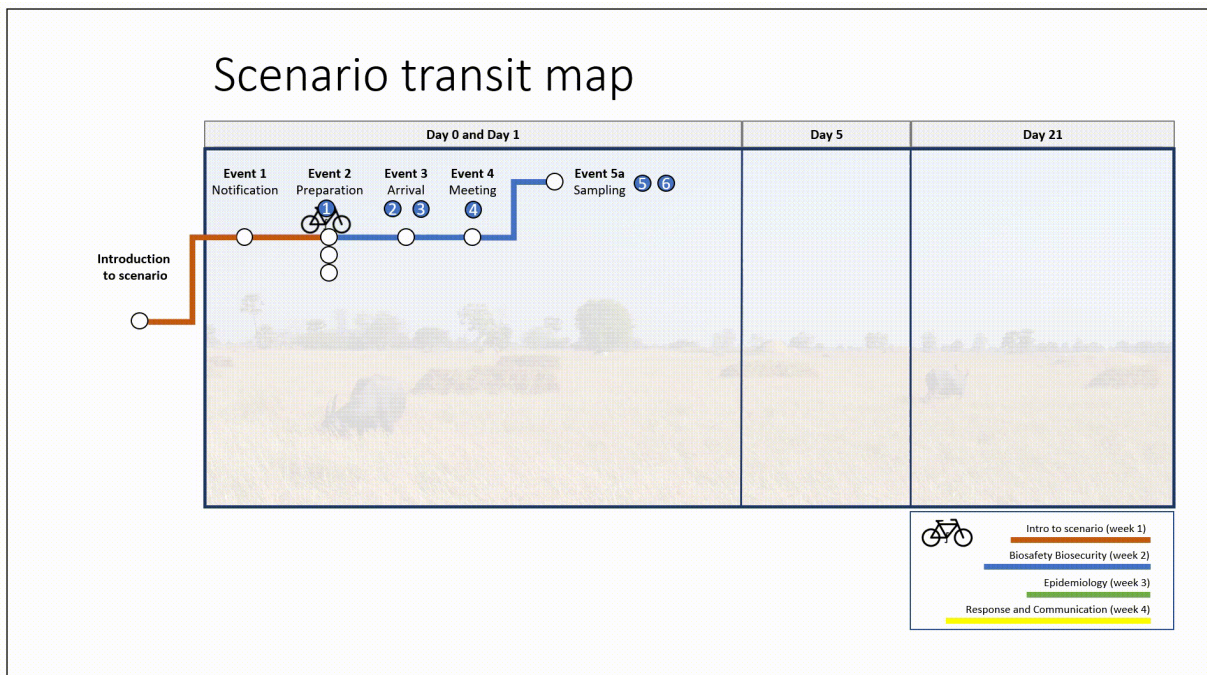 Scenario transit map
Day 0 and Day 1
Day 5
Day 21
Event 1
Notification
Event 2
Preparation
1
Event 3
Arrival
2 3
Event 4
Meeting
4
Event 5a
Sampling
5 6
Introduction
to scenario
Intro to scenario (week 1)
Biosafety Biosecurity (week 2)
Epidemiology (week 3)
Response and Communication (week 4)